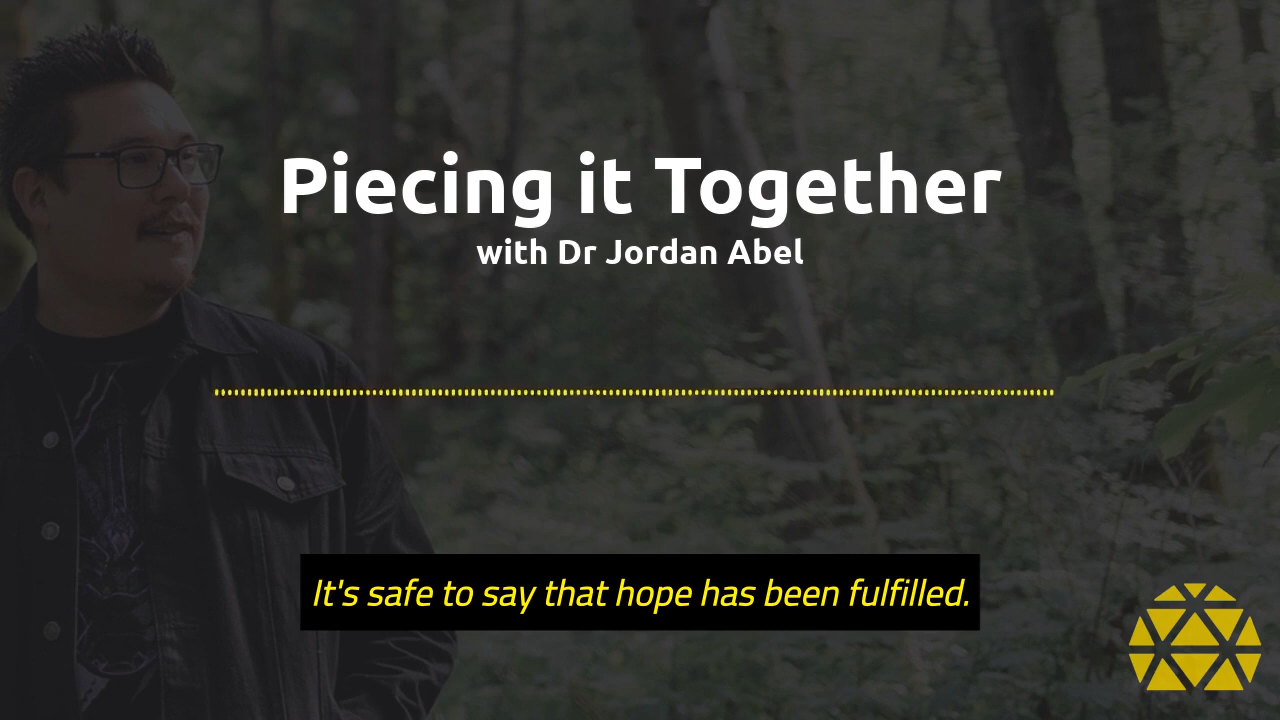 Piecing it Together
with Dr Jordan Abel
It's safe to say that hope has been fulfilled.